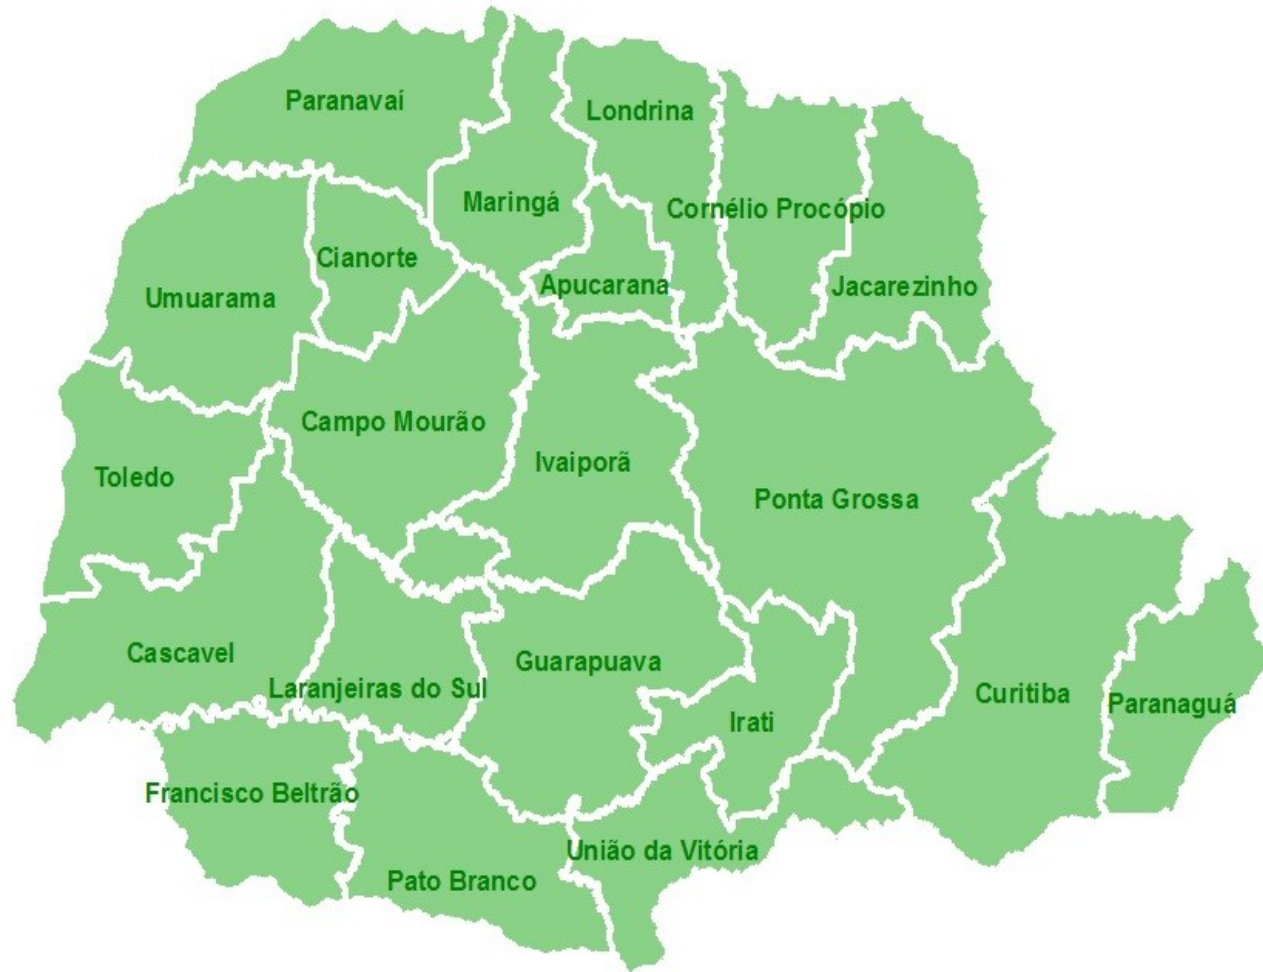 Paranavaí
Londrina
Maringá
Cornélio Procópio
Cianorte
Apucarana
Jacarezinho
Umuarama
Campo Mourão
Ivaiporã
Toledo
Ponta Grossa
Cascavel
Guarapuava
Laranjeiras do Sul
Curitiba
Paranaguá
Irati
Francisco Beltrão
União da Vitória
Pato Branco